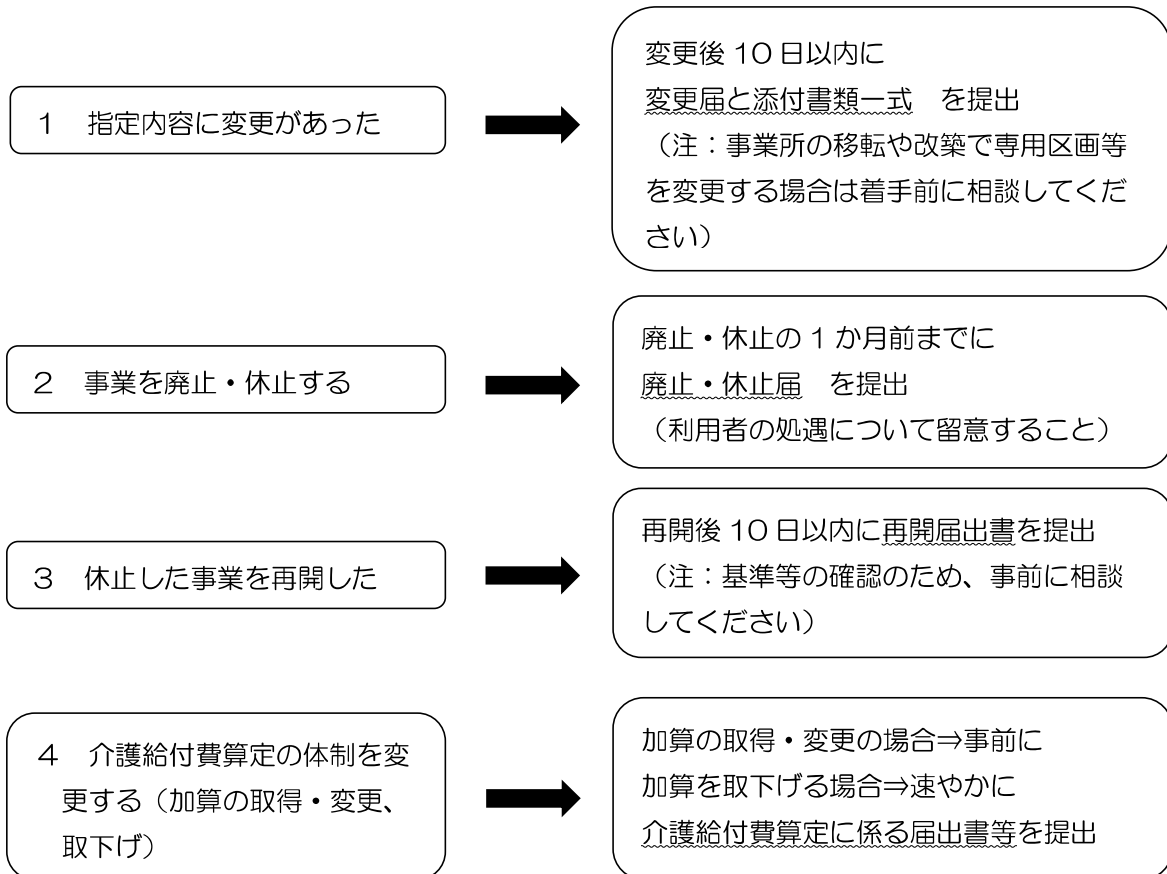 1　指定内容に変更があった
変更後 10 日以内に
変更届と添付書類一式　を提出
（注：事業所の移転や改築で専用区画等
を変更する場合は着手前に相談してくだ
さい）
2　事業を廃止・休止する
廃止・休止の 1 か月前までに
廃止・休止届　を提出
（利用者の処遇について留意すること）
3　休止した事業を再開した
再開後 10 日以内に再開届出書を提出
（注：基準等の確認のため、事前に相談
してください）
4　介護給付費算定の体制を変
更する（加算の取得・変更、
取下げ）
加算の取得・変更の場合⇒事前に
加算を取下げる場合⇒速やかに
介護給付費算定に係る届出書等を提出